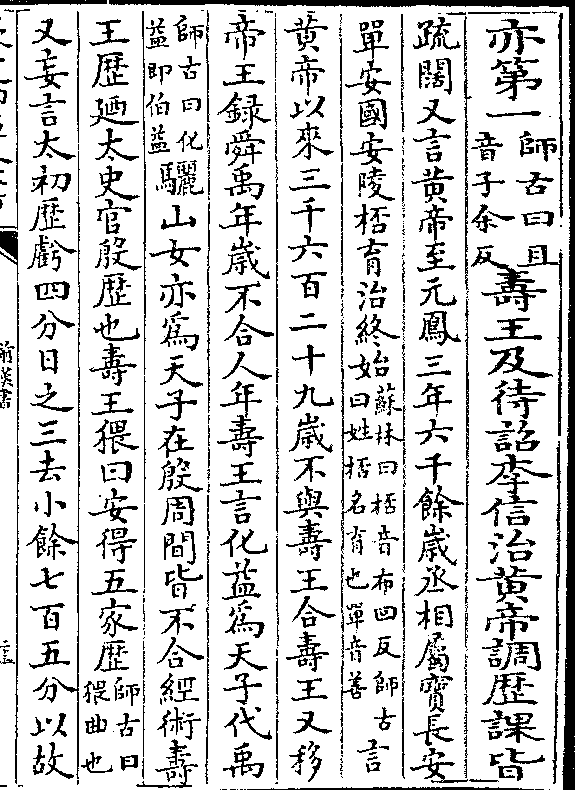 亦第一師古曰且音子余反壽王及待詔李信治黃帝調歷課皆
疏闊又言黃帝至元鳳三年六千餘歲丞相屬寳長安
單安國安陵桮育治終始蘇林曰桮音布回反師古曰姓桮名育也單音善言
黃帝以來三千六百二十九歲不與壽王合壽王又移
帝王録舜禹年歲不合人年壽王言化益爲天子代禹
師古曰化益即伯益驪山女亦爲天子在殷周間皆不合經術壽
王歷廼太史官殷歷也壽王猥曰安得五家歷師古曰猥曲也
又妄言太初歷虧四分日之三去小餘七百五分以故
前漢書